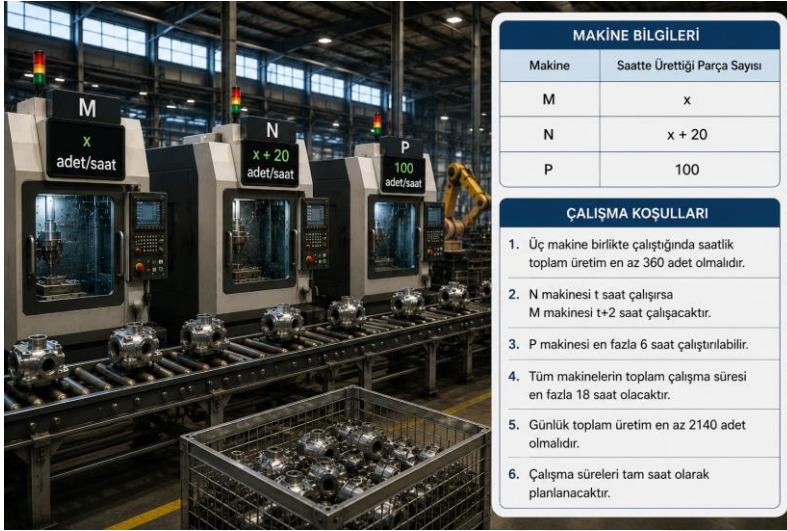 M
x
adet/saat
N
x + 20
adet/saat
P
100
adet/saat
MAKİNE BİLGİLERİ
Makine Saatte Ürettiği Parça Sayısı
M x
N x + 20
P 100
ÇALIŞMA KOŞULLARI
1. Üç makine birlikte çalıştığında saatlik
toplam üretim en az 360 adet olmalıdır.
2. N makinesi t saat çalışırsa
M makinesi t+2 saat çalışacaktır.
3. P makinesi en fazla 6 saat çalıştırılabilir.
4. Tüm makinelerin toplam çalışma süresi
en fazla 18 saat olacaktır.
5. Günlük toplam üretim en az 2140 adet
olmalıdır.
6. Çalışma süreleri tam saat olarak
planlanacaktır.